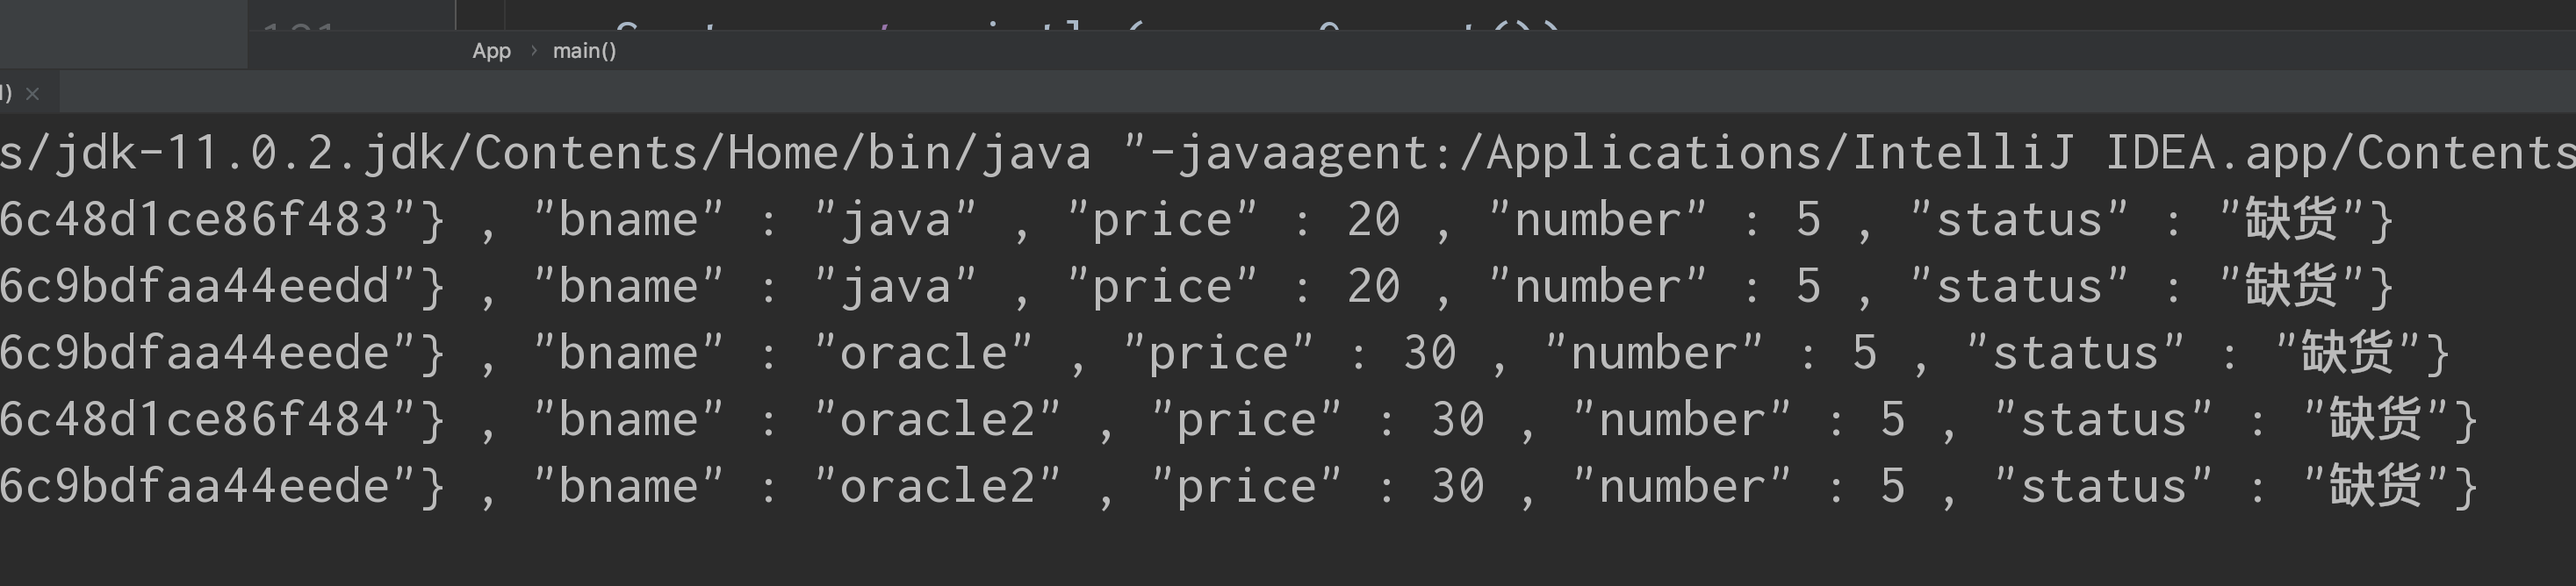 App › main()
) ×
s/jdk-11.0.2.jdk/Contents/Home/bin/java "-javaagent:/Applications/IntelliJ IDEA.app/Contents
6c48d1ce86f483"} , "bname" : "java" , "price" : 20 , "number" : 5 , "status" : "缺货"}
6c9bdfaa44eedd"} , "bname" : "java" , "price" : 20 , "number" : 5 , "status" : "缺货"}
6c9bdfaa44eede"} , "bname" : "oracle" , "price" : 30 , "number" : 5 , "status" : "缺货"}
6c48d1ce86f484"} , "bname" : "oracle2" , "price" : 30 , "number" : 5 , "status" : "缺货"}
6c9bdfaa44eede"} , "bname" : "oracle2" , "price" : 30 , "number" : 5 , "status" : "缺货"}